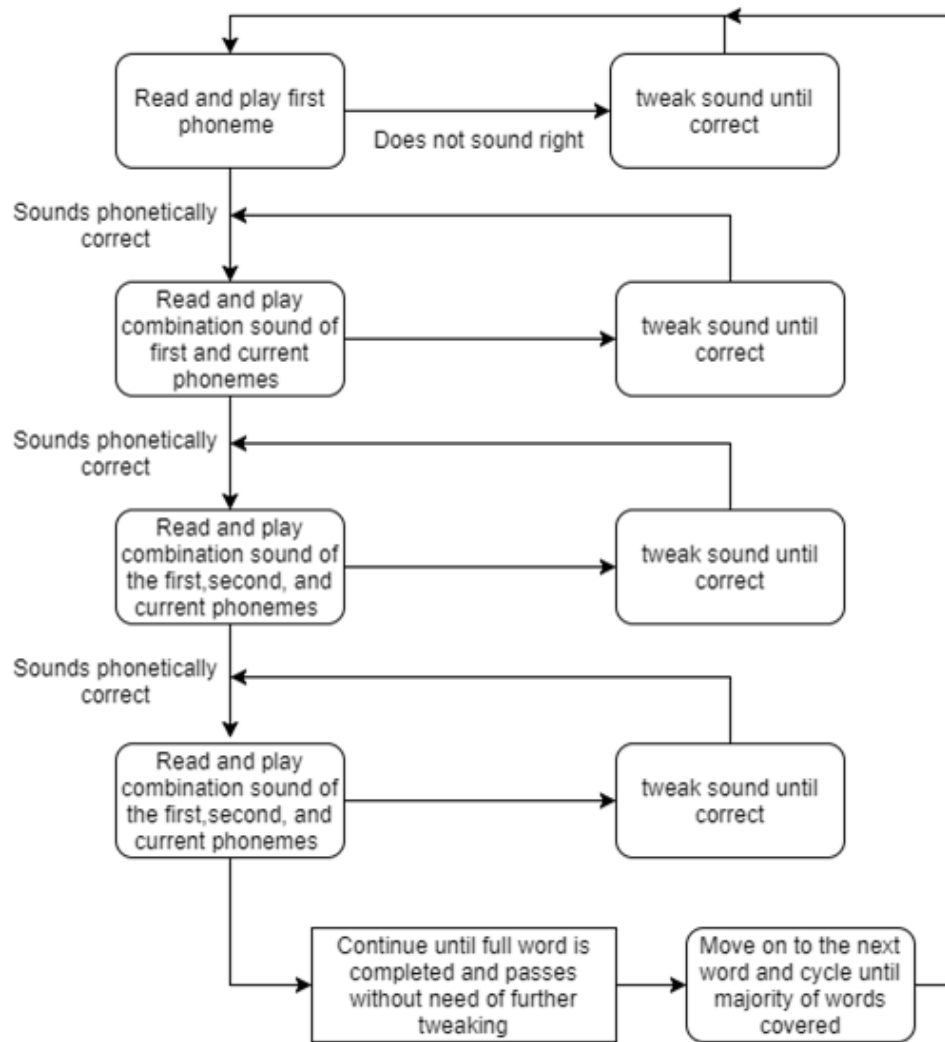 Read and play first
phoneme
Does not sound right
tweak sound until
correct
Sounds phonetically
correct
Read and play
combination sound of
first and current
phonemes
tweak sound until
correct
Sounds phonetically
correct
Read and play
combination sound of
the first,second, and
current phonemes
tweak sound until
correct
Sounds phonetically
correct
Read and play
combination sound of
the first,second, and
current phonemes
tweak sound until
correct
Continue until full word is
completed and passes
without need of further
tweaking
Move on to the next
word and cycle until
majority of words
covered